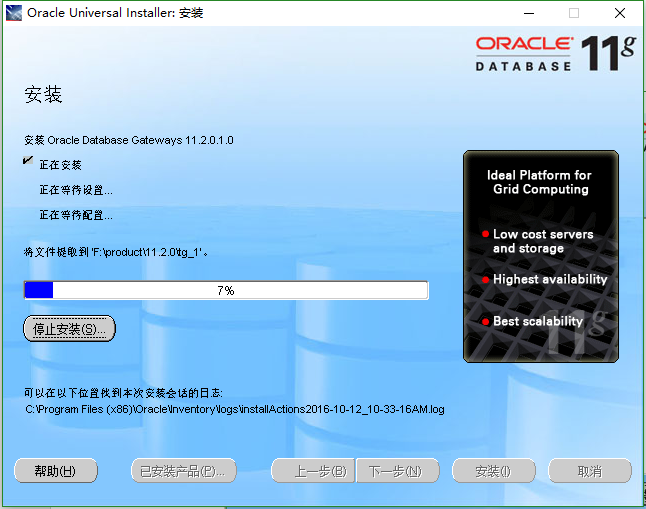 Oracle Universal Installer: 安装
ORACLE
DATABASE 11g
安装
安装 Oracle Database Gateways 11.2.0.1.0
正在安装
正在等待设置...
正在等待配置...
将文件提取到 'F:\product\11.2.0\tg_1'。
7%
停止安装(S)...
Ideal Platform for
Grid Computing
Low cost servers
and storage
Highest availability
Best scalability
11g
可以在以下位置找到本次安装会话的日志:
C:\Program Files (x86)\Oracle\Inventory\logs\installActions2016-10-12_10-33-16AM.log
帮助(H)
已安装产品(P)...
上一步(B)
下一步(N)
安装(I)
取消